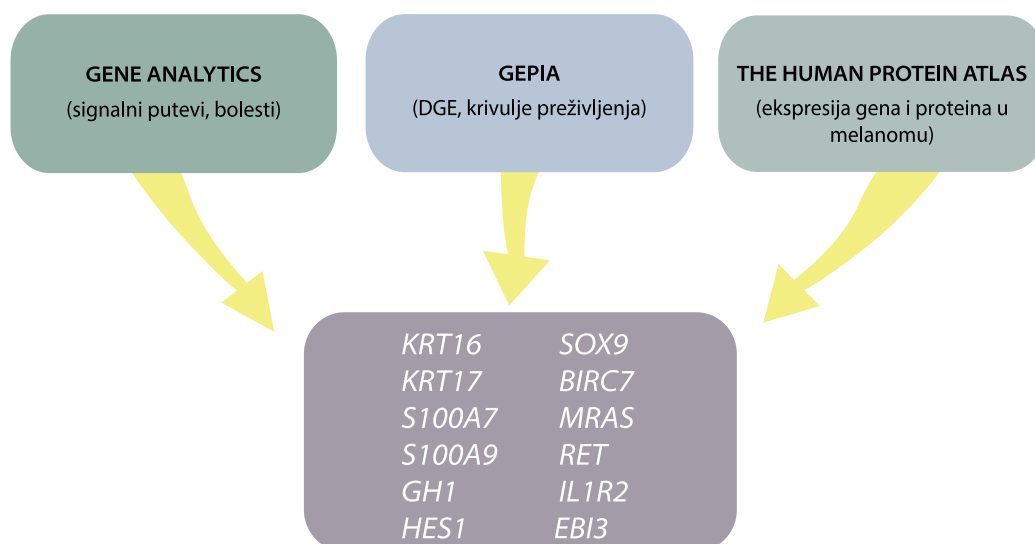 GENE ANALYTICS
(signalni putevi, bolesti)
GEPIA
(DGE, krivulje preživljenja)
THE HUMAN PROTEIN ATLAS
(ekspresija gena i proteina u
melanomu)
KRT16
KRT17
S100A7
S100A9
GH1
HES1
SOX9
BIRC7
MRAS
RET
IL1R2
EBI3